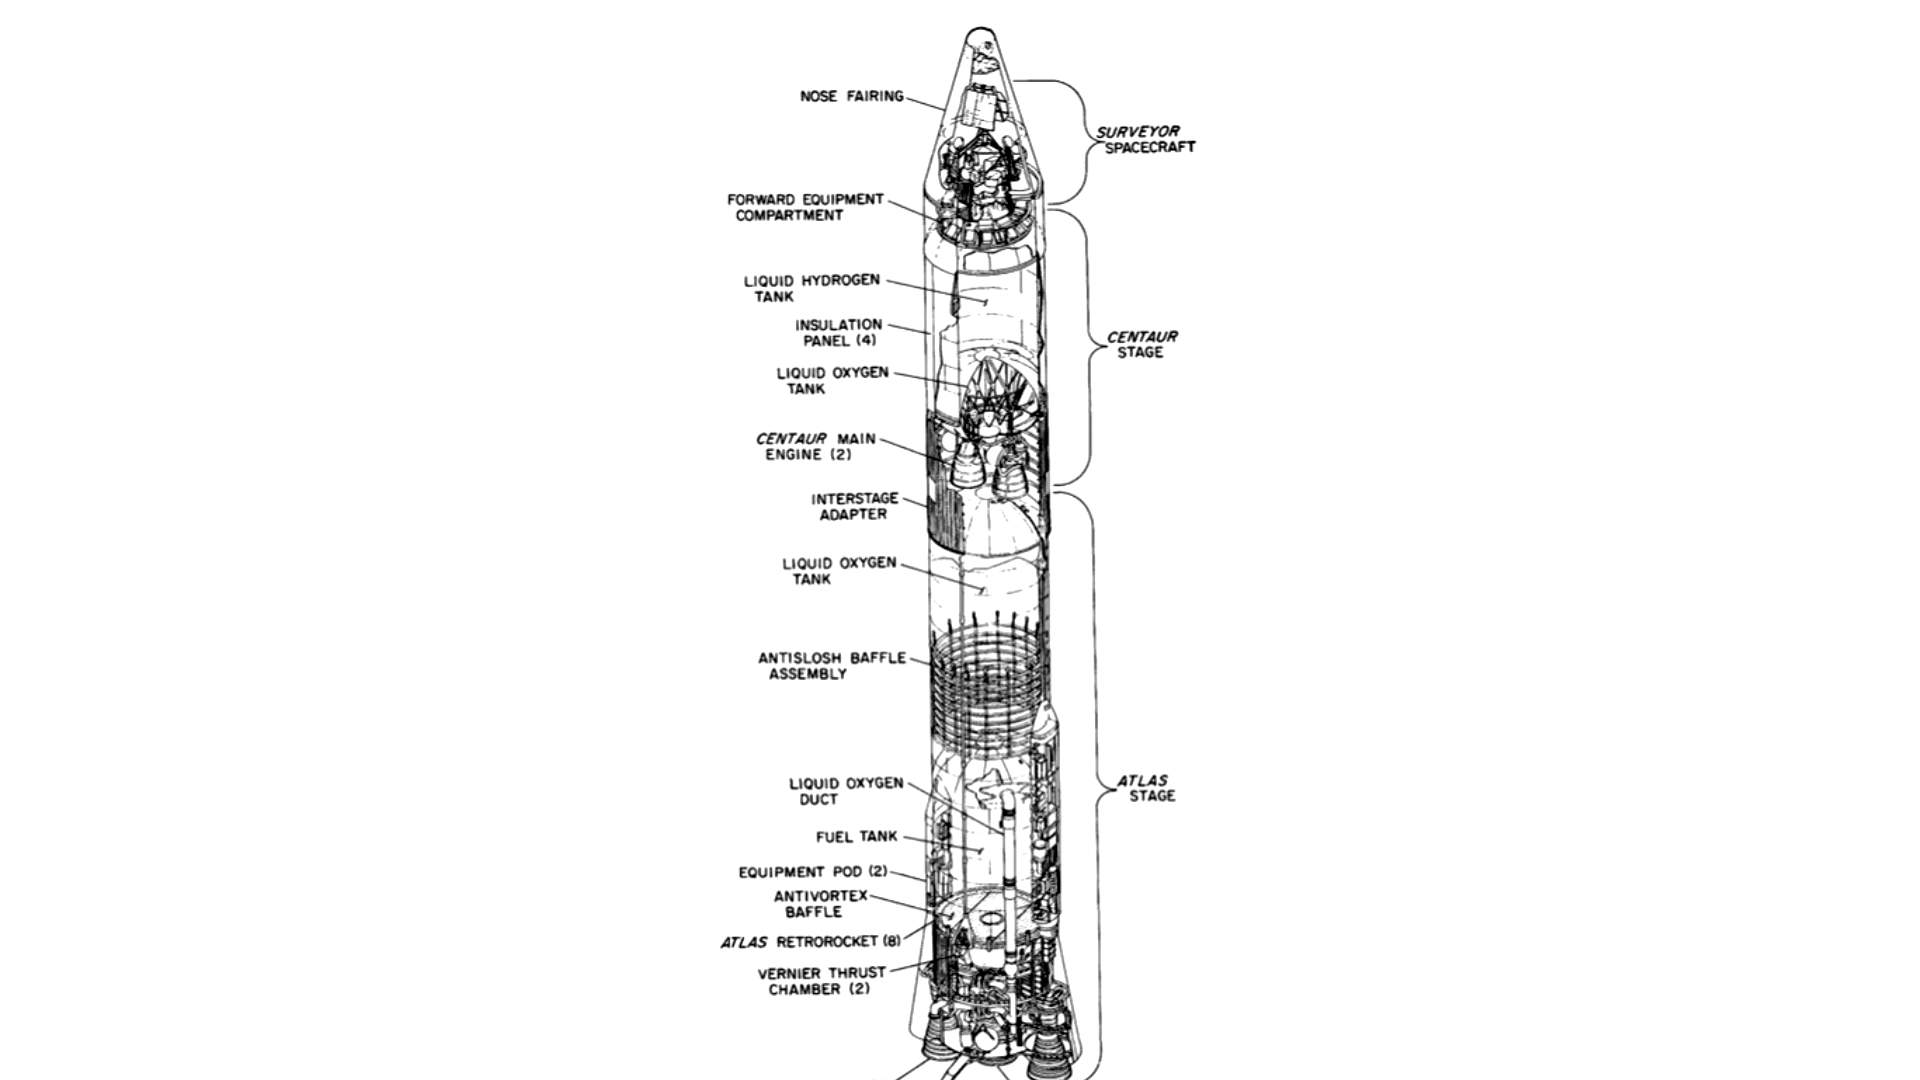 NOSE FAIRING
SURVEYOR
SPACECRAFT
FORWARD EQUIPMENT
COMPARTMENT
LIQUID HYDROGEN
TANK
INSULATION
PANEL (4)
CENTAUR
STAGE
LIQUID OXYGEN
TANK
CENTAUR MAIN
ENGINE (2)
INTERSTAGE
ADAPTER
LIQUID OXYGEN
TANK
ANTISLOSH BAFFLE
ASSEMBLY
LIQUID OXYGEN
DUCT
ATLAS
STAGE
FUEL TANK
EQUIPMENT POD (2)
ANTIVORTEX
BAFFLE
ATLAS RETROROCKET (8)
VERNIER THRUST
CHAMBER (2)